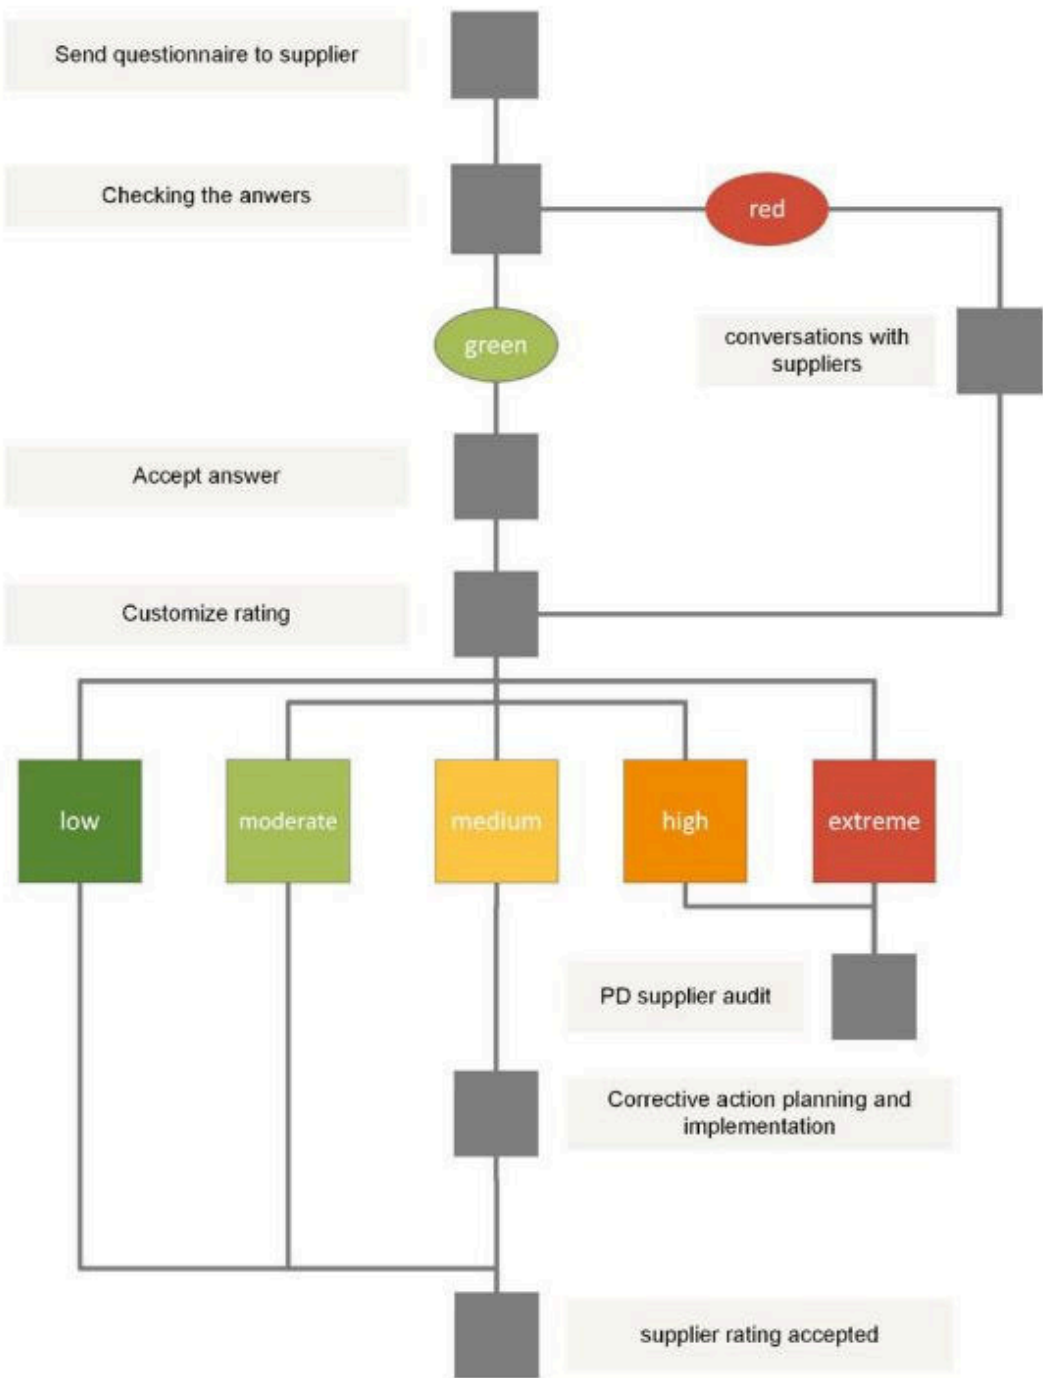 Send questionnaire to supplier
Checking the anwers
red
green
conversations with
suppliers
Accept answer
Customize rating
low
moderate
medium
high
extreme
PD supplier audit
Corrective action planning and
implementation
supplier rating accepted